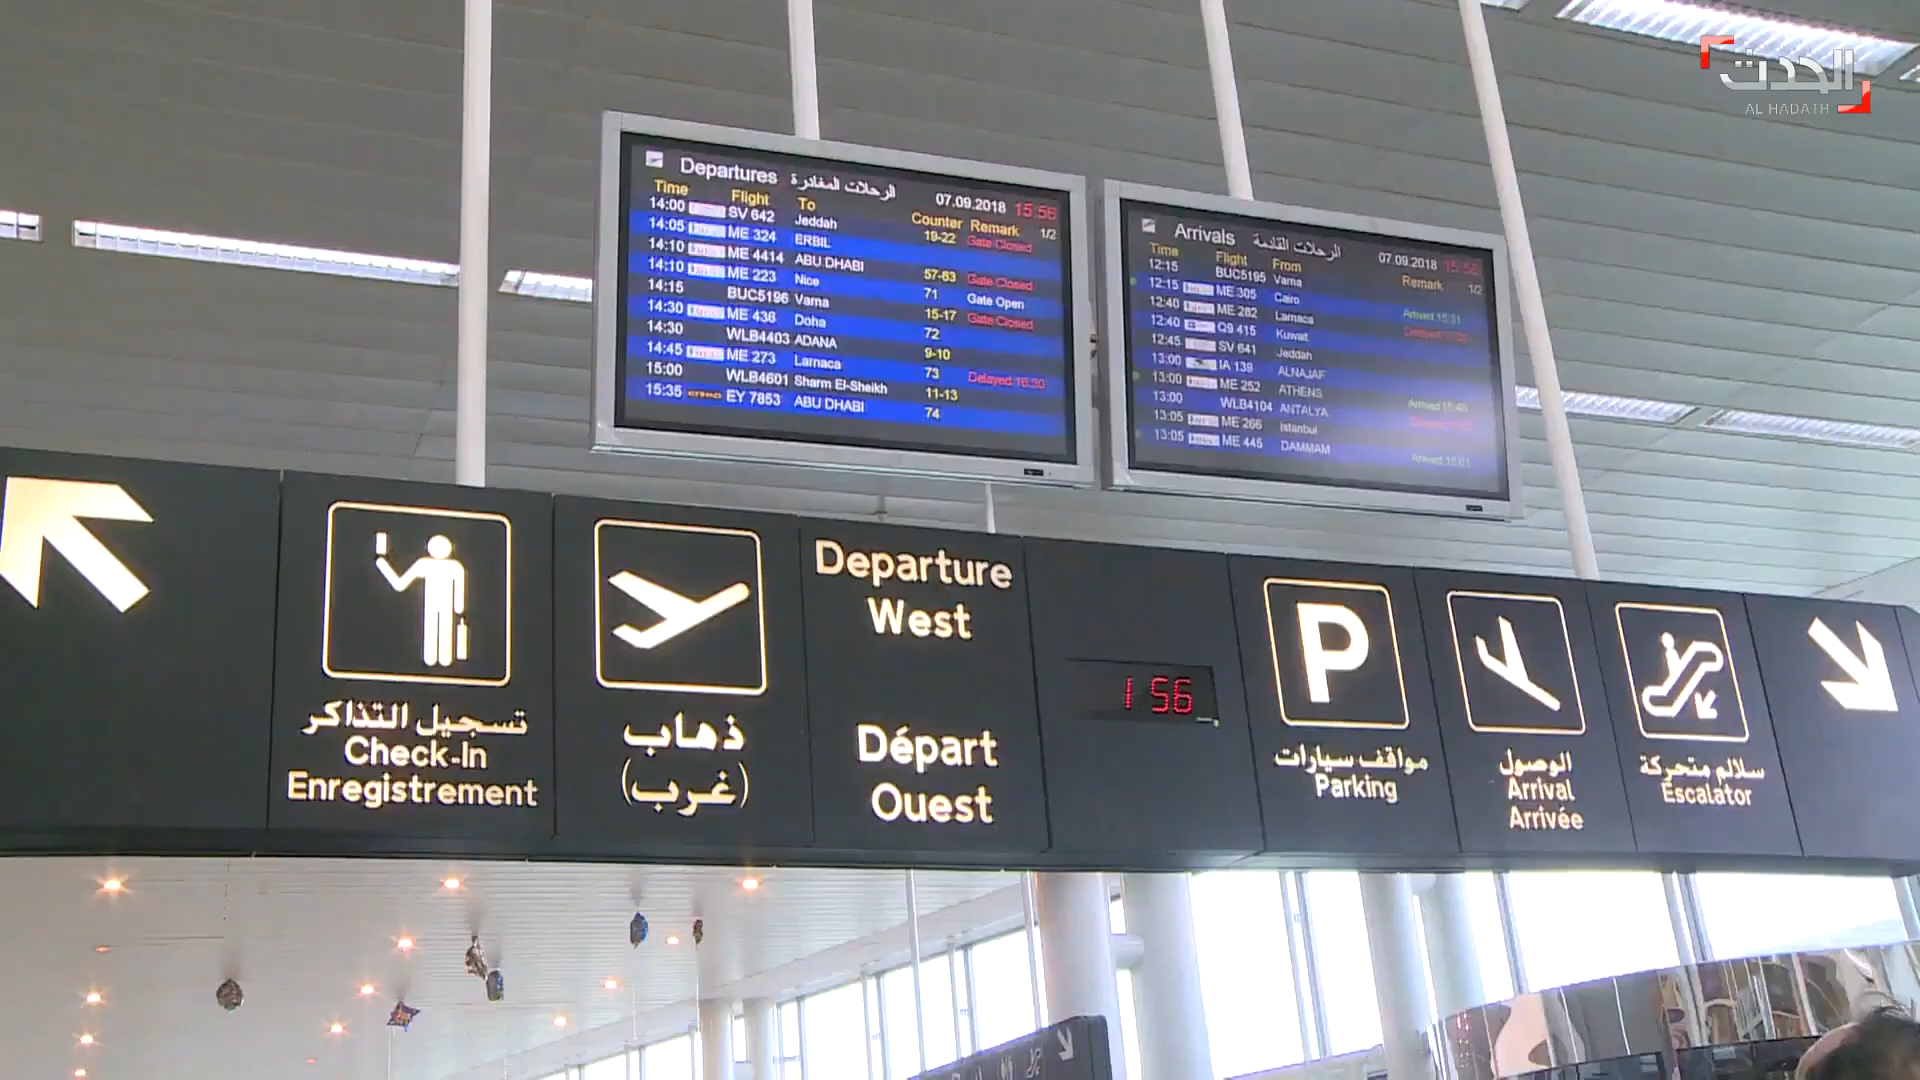 الحدث
AL HADATH
Departures الرحلات المغادرة 07.09.2018 15:56
Time Flight To Counter Remark 1/2
14:00 SV 642 Jeddah 19-22 Gate Closed
14:05 ME 324 ERBIL
14:10 ME 4414 ABU DHABI 57-63 Gate Closed
14:10 ME 223 Nice 71 Gate Open
14:15 BUC5196 Varna 15-17 Gate Closed
14:30 ME 436 Doha 72
14:30 WLB4403 ADANA 9-10
14:45 ME 273 Larnaca 73 Delayed 16:30
15:00 WLB4601 Sharm El-Sheikh 11-13
15:35 ETIHAD EY 7853 ABU DHABI 74
Arrivals الرحلات القادمة 07.09.2018 15:56
Time Flight From Remark 1/2
12:15 BUC5195 Varna
12:15 ME 305 Cairo Arrived 15:31
12:40 ME 282 Larnaca Delayed
12:40 Q9 415 Kuwait
12:45 SV 641 Jeddah
13:00 IA 139 ALNAJAF
13:00 ME 252 ATHENS Arrived
13:00 WLB4104 ANTALYA
13:05 ME 266 Istanbul
13:05 ME 445 DAMMAM Arrived 15:01
تسجيل التذاكر
Check-In
Enregistrement
ذهاب
(غرب)
Departure
West
Départ
Ouest
1 56
P
مواقف سيارات
Parking
الوصول
Arrival
Arrivée
سلالم متحركة
Escalator